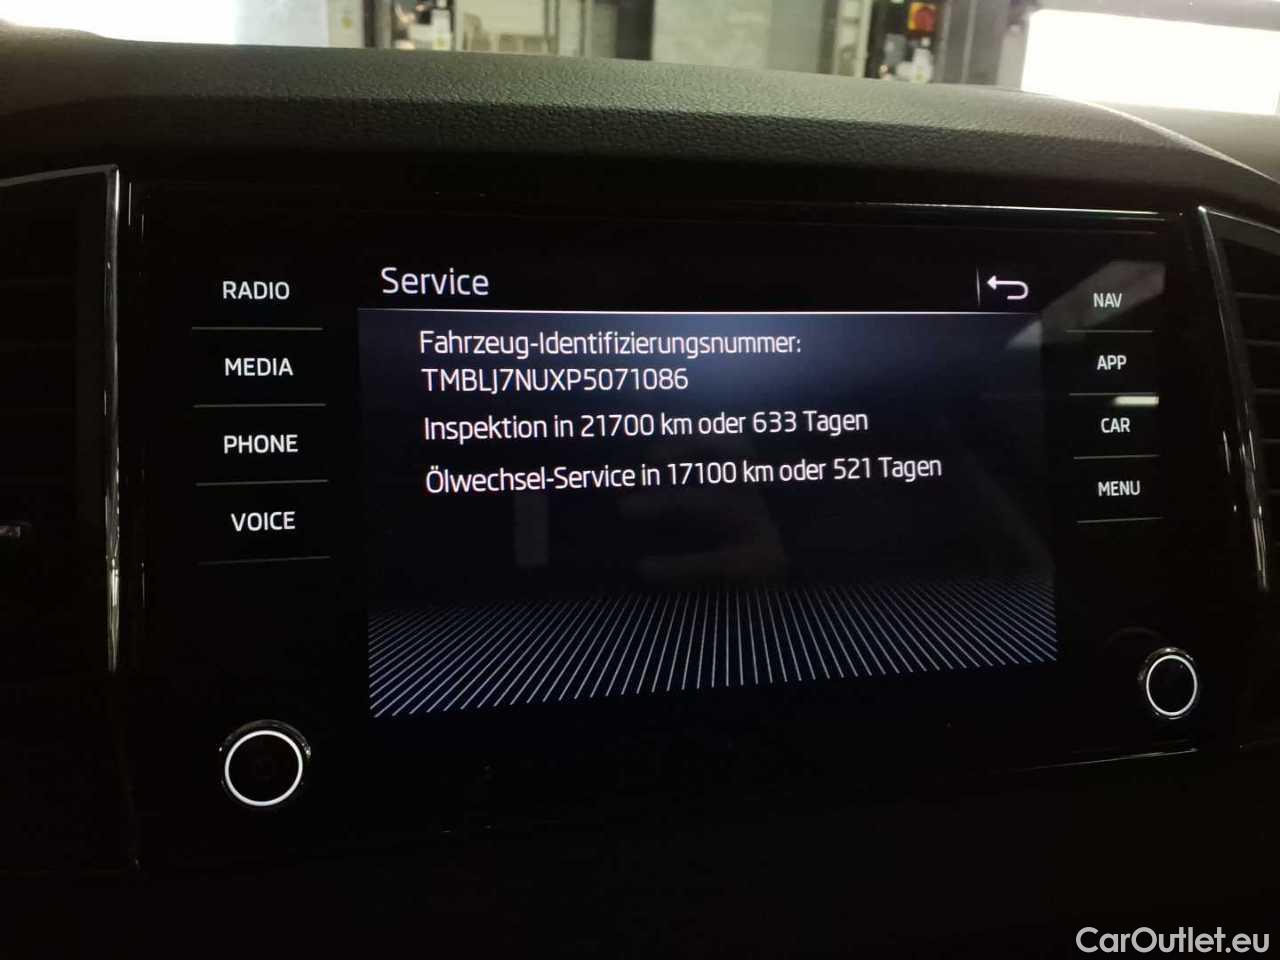 RADIO
MEDIA
PHONE
VOICE
Service
Fahrzeug-Identifizierungsnummer:
TMBLJ7NUXP5071086
Inspektion in 21700 km oder 633 Tagen
Ölwechsel-Service in 17100 km oder 521 Tagen
NAV
APP
CAR
MENU
CarOutlet.eu